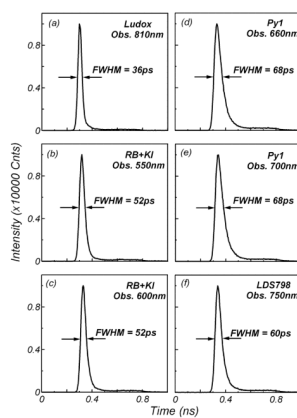 Intensity (x10000 Cnts)
(a) Ludox
Obs. 810nm
FWHM = 36ps
0.8
0.4
(d) Py1
Obs. 660nm
FWHM = 68ps
(b) RB+KI
Obs. 550nm
FWHM = 52ps
0.8
0.4
(e) Py1
Obs. 700nm
FWHM = 68ps
(c) RB+KI
Obs. 600nm
FWHM = 52ps
0.8
0.4
0
0 0.4 0.8
(f) LDS798
Obs. 750nm
FWHM = 60ps
0 0.4 0.8
Time (ns)